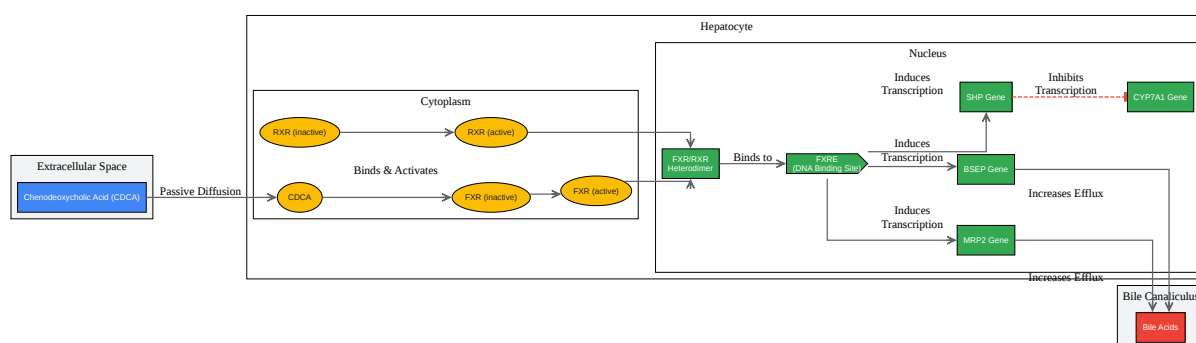 Hepatocyte
Nucleus
Induces
Transcription
Inhibits
Transcription
SHP Gene
CYP7A1 Gene
Cytoplasm
RXR (inactive)
RXR (active)
Extracellular Space
Chenodeoxycholic Acid (CDCA)
Passive Diffusion
Binds & Activates
CDCA
FXR (inactive)
FXR (active)
FXR/RXR
Heterodimer
Binds to
FXRE
(DNA Binding Site)
Induces
Transcription
BSEP Gene
Increases Efflux
Induces
Transcription
MRP2 Gene
Increases Efflux
Bile Canaliculus
Bile Acids